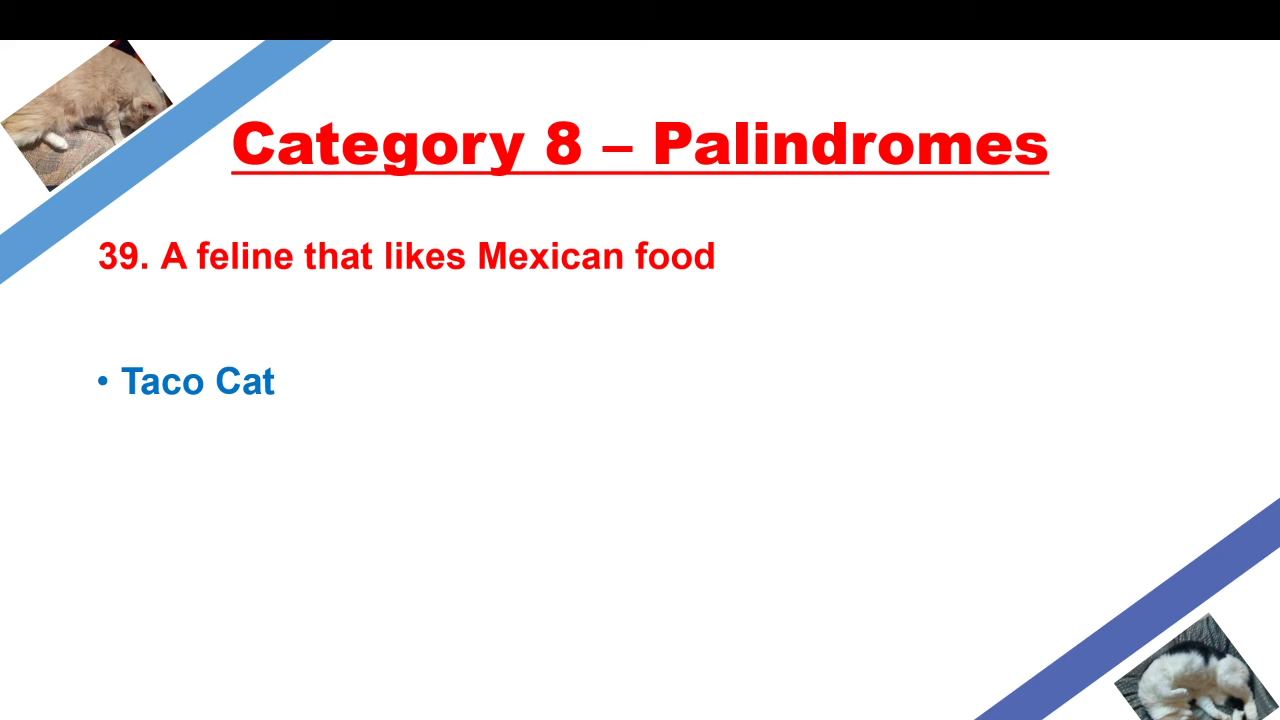 Category 8 – Palindromes
39. A feline that likes Mexican food
• Taco Cat